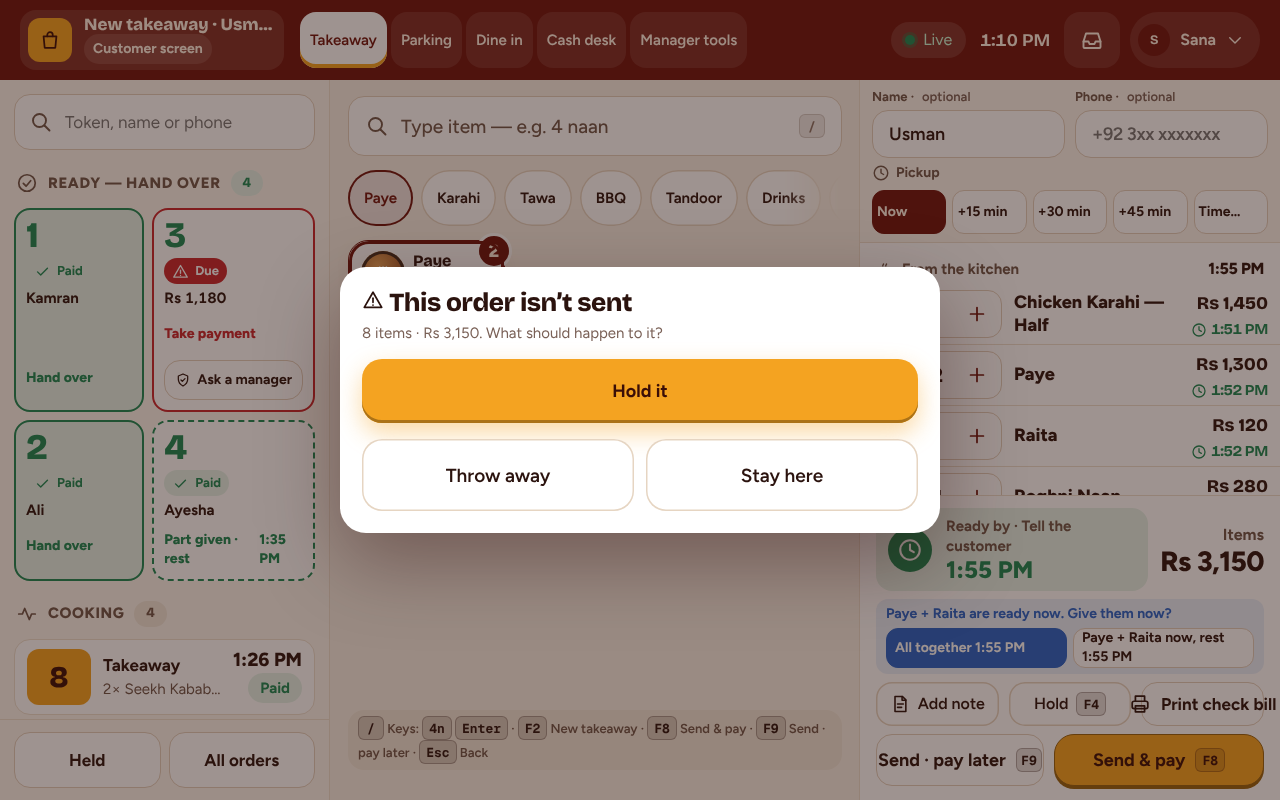 New takeaway · Usm...
Customer screen
Takeaway
Parking
Dine in
Cash desk
Manager tools
Live
1:10 PM
S
Sana
Token, name or phone
READY — HAND OVER 4
1
Paid
Kamran
Hand over
3
Due
Rs 1,180
Take payment
Ask a manager
2
Paid
Ali
Hand over
4
Paid
Ayesha
Part given · rest
1:35 PM
COOKING 4
8
Takeaway
1:26 PM
2× Seekh Kabab...
Paid
Held
All orders
Type item — e.g. 4 naan
/
Paye
Karahi
Tawa
BBQ
Tandoor
Drinks
Paye
2
This order isn't sent
8 items · Rs 3,150. What should happen to it?
Hold it
Throw away
Stay here
/ Keys: 4n Enter · F2 New takeaway · F8 Send & pay · F9 Send ·
pay later · Esc Back
Name · optional
Usman
Phone · optional
+92 3xx xxxxxxx
Pickup
Now
+15 min
+30 min
+45 min
Time...
the kitchen
1:55 PM
+
Chicken Karahi —
Half
Rs 1,450
1:51 PM
+
Paye
Rs 1,300
1:52 PM
+
Raita
Rs 120
1:52 PM
Roghni Naan
Rs 280
Ready by · Tell the
customer
1:55 PM
Items
Rs 3,150
Paye + Raita are ready now. Give them now?
All together 1:55 PM
Paye + Raita now, rest
1:55 PM
Add note
Hold F4
Print check bill
Send · pay later F9
Send & pay F8